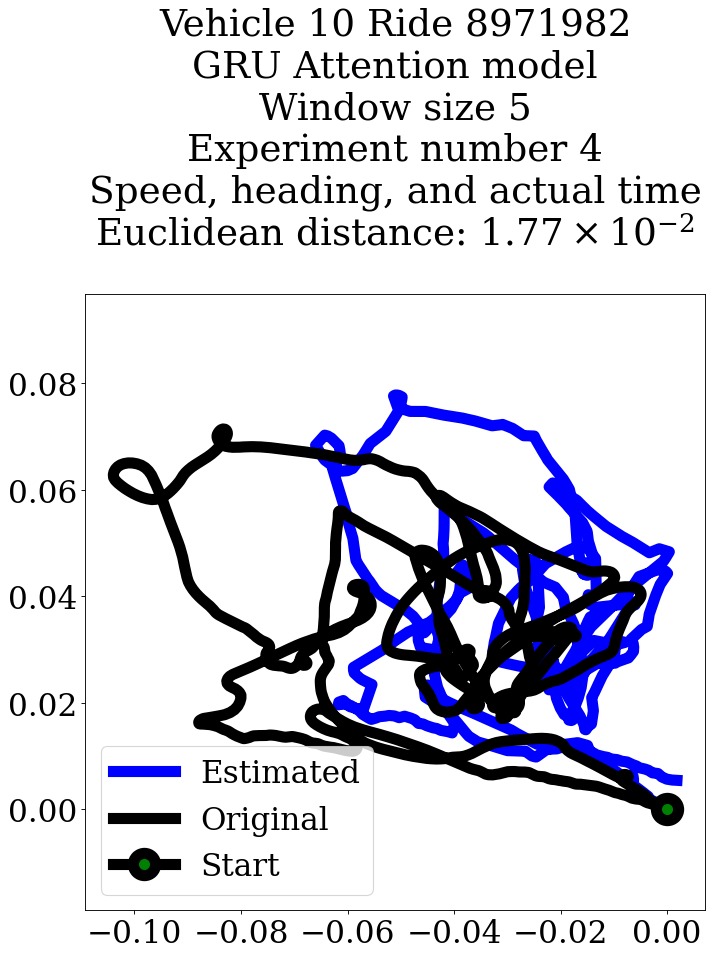 Vehicle 10 Ride 8971982
GRU Attention model
Window size 5
Experiment number 4
Speed, heading, and actual time
Euclidean distance: 1.77 × 10⁻²
0.08
0.06
0.04
0.02
0.00
Estimated
Original
Start
−0.10 −0.08 −0.06 −0.04 −0.02 0.00